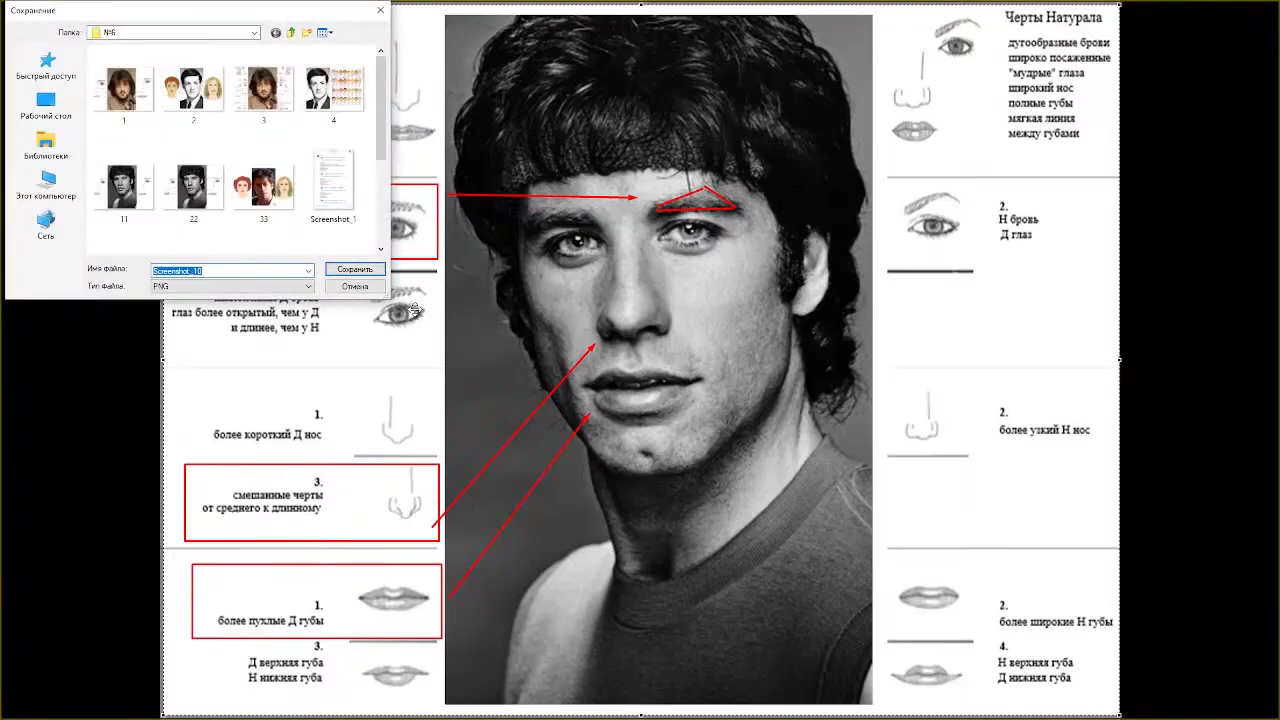 Сохранение
Папка:
№6
Быстрый доступ
Рабочий стол
Библиотеки
Этот компьютер
Сеть
1
2
3
4
11
22
33
Screenshot_1
Имя файла:
Screenshot_10
Сохранить
Тип файла:
PNG
Отмена
глаз более открытый, чем у Д
и длинее, чем у Н
1.
более короткий Д нос
3.
смешанные черты
от среднего к длинному
1.
более пухлые Д губы
3.
Д верхняя губа
Н нижняя губа
Черты Натурала
дугообразные брови
широко посаженные
"мудрые" глаза
широкий нос
полные губы
мягкая линия
между губами
2.
Н бровь
Д глаз
2.
более узкий Н нос
2.
более широкие Н губы
4.
Н верхняя губа
Д нижняя губа